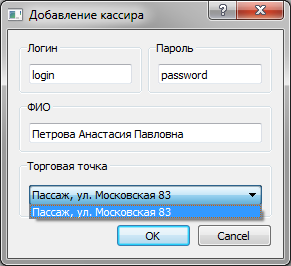 Добавление кассира
Логин Пароль
login password
ФИО
Петрова Анастасия Павловна
Торговая точка
Пассаж, ул. Московская 83
Пассаж, ул. Московская 83
OK Cancel